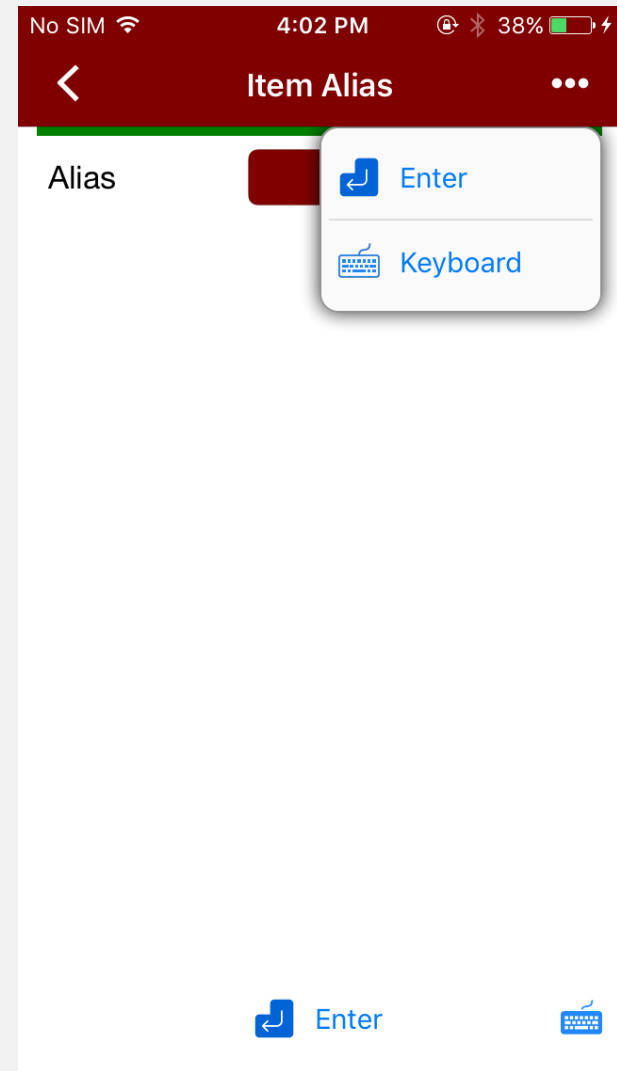 No SIM 4:02 PM 38%
Item Alias
Alias
Enter
Keyboard
Enter